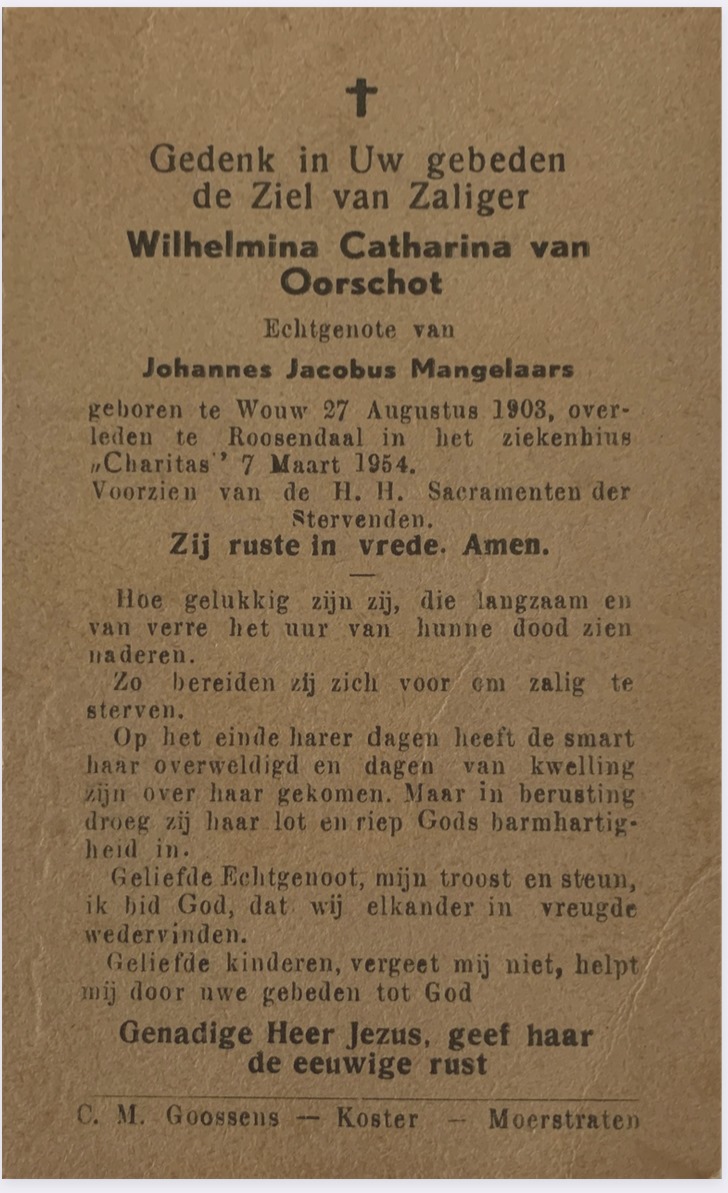 ✝
Gedenk in Uw gebeden
de Ziel van Zaliger
Wilhelmina Catharina van
Oorschot
Echtgenote van
Johannes Jacobus Mangelaars
geboren te Wouw 27 Augustus 1903, over-
leden te Roosendaal in het ziekenhius
„Charitas’’ 7 Maart 1954.
Voorzien van de H. H. Sacramenten der
Stervenden.
Zij ruste in vrede. Amen.
Hoe gelukkig zijn zij, die langzaam en
van verre het uur van hunne dood zien
naderen.
Zo bereiden zij zich voor om zalig te
sterven.
Op het einde harer dagen heeft de smart
haar overweldigd en dagen van kwelling
zijn over haar gekomen. Maar in berusting
droeg zij haar lot en riep Gods barmhartig-
heid in.
Geliefde Echtgenoot, mijn troost en steun,
ik bid God, dat wij elkander in vreugde
wedervinden.
Geliefde kinderen, vergeet mij niet, helpt
mij door uwe gebeden tot God
Genadige Heer Jezus, geef haar
de eeuwige rust
C. M. Goossens — Koster — Moerstraten